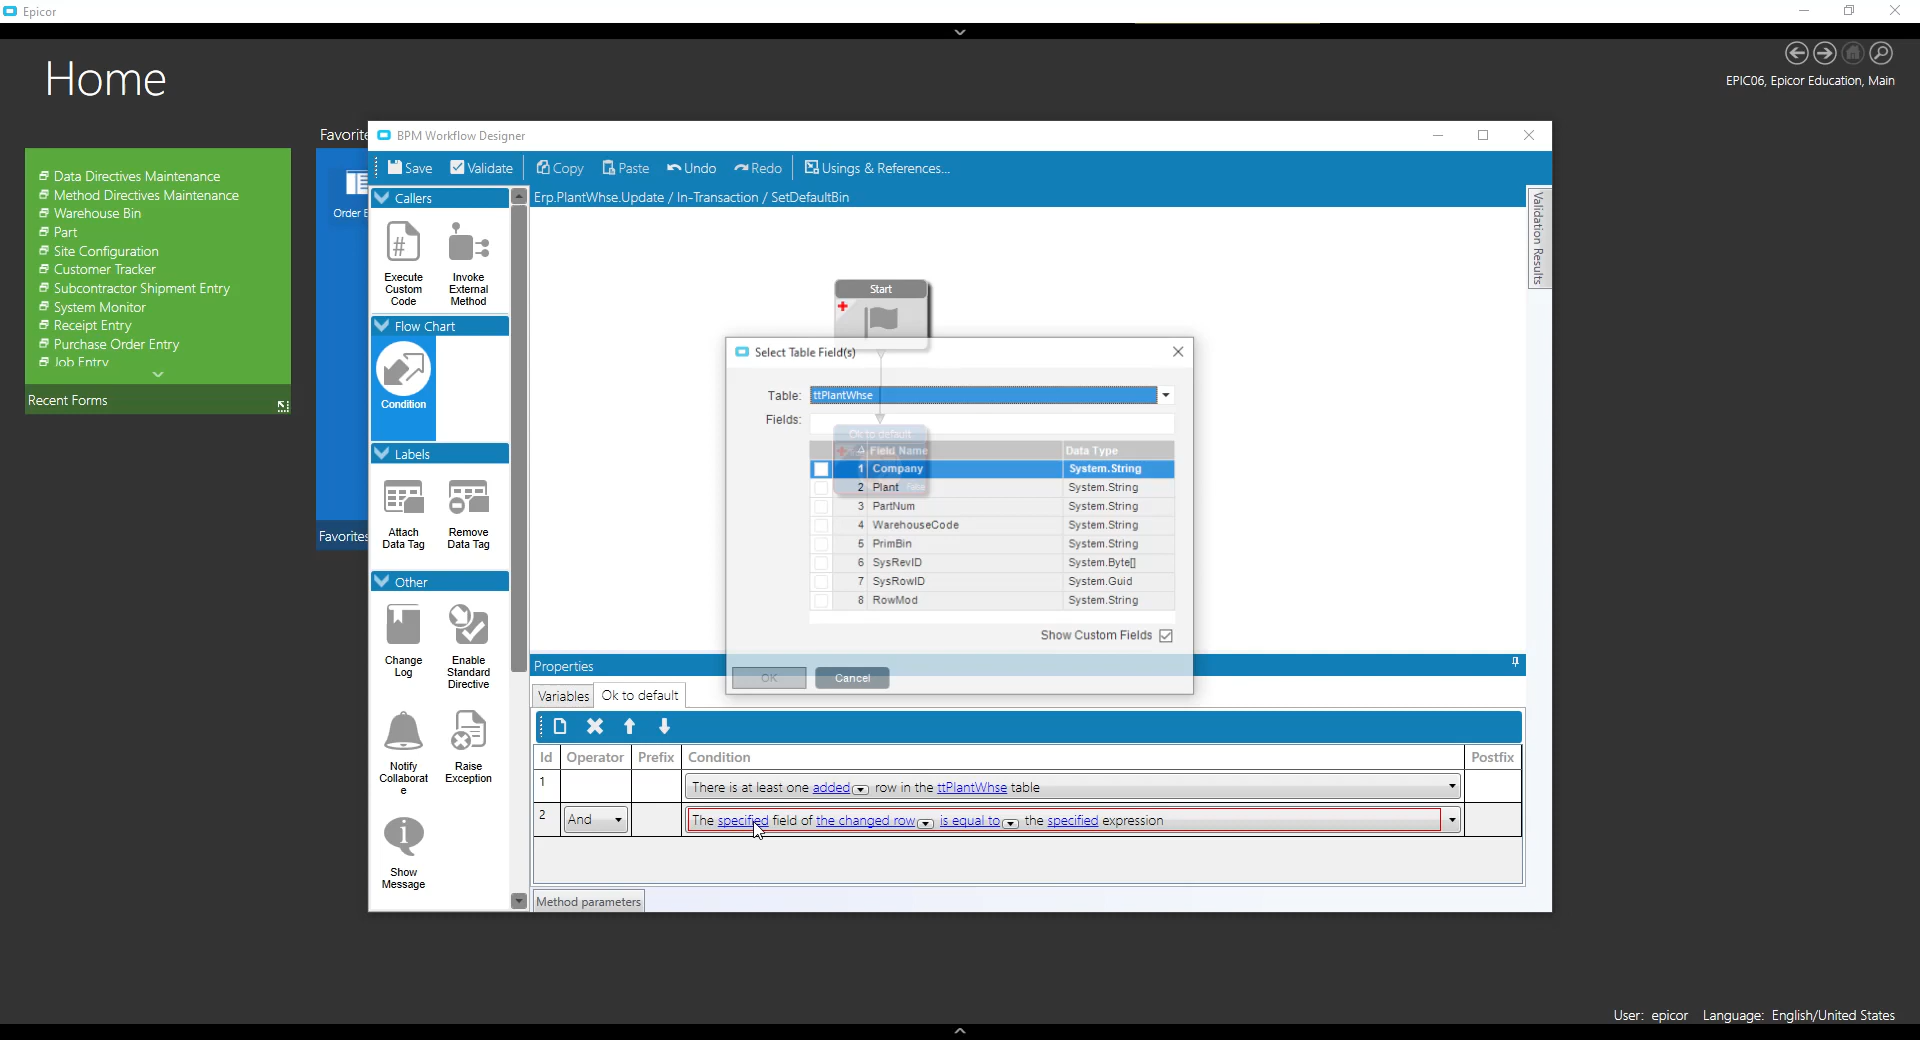 Epicor
Home
EPIC06, Epicor Education, Main
Data Directives Maintenance
Method Directives Maintenance
Warehouse Bin
Part
Site Configuration
Customer Tracker
Subcontractor Shipment Entry
System Monitor
Receipt Entry
Purchase Order Entry
Job Entry
Recent Forms
Favorite
Order E
Favorites
BPM Workflow Designer
Save
Validate
Copy
Paste
Undo
Redo
Usings & References...
Callers
Execute
Custom
Code
Invoke
External
Method
Flow Chart
Condition
Labels
Attach
Data Tag
Remove
Data Tag
Other
Change
Log
Enable
Standard
Directive
Notify
Collaborat
e
Raise
Exception
Show
Message
Erp.PlantWhse.Update / In-Transaction / SetDefaultBin
Validation Results
Start
Select Table Field(s)
Table: ttPlantWhse
Fields:
Ok to default
Field Name Data Type
1 Company System.String
2 Plant System.String
3 PartNum System.String
4 WarehouseCode System.String
5 PrimBin System.String
6 SysRevID System.Byte[]
7 SysRowID System.Guid
8 RowMod System.String
Show Custom Fields
OK
Cancel
Properties
Variables
Ok to default
Id Operator Prefix Condition Postfix
1 There is at least one added row in the ttPlantWhse table
2 And The specified field of the changed row is equal to the specified expression
Method parameters
User: epicor Language: English/United States